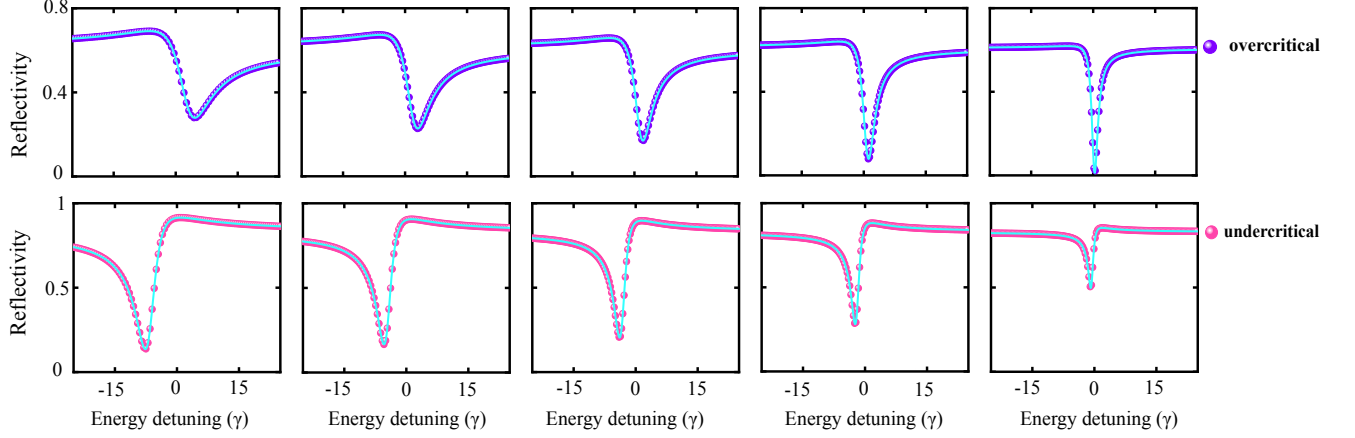 0.8
0.4
0
Reflectivity
overcritical
1
0.5
0
Reflectivity
undercritical
-15 0 15 -15 0 15 -15 0 15 -15 0 15 -15 0 15
Energy detuning (γ) Energy detuning (γ) Energy detuning (γ) Energy detuning (γ) Energy detuning (γ)